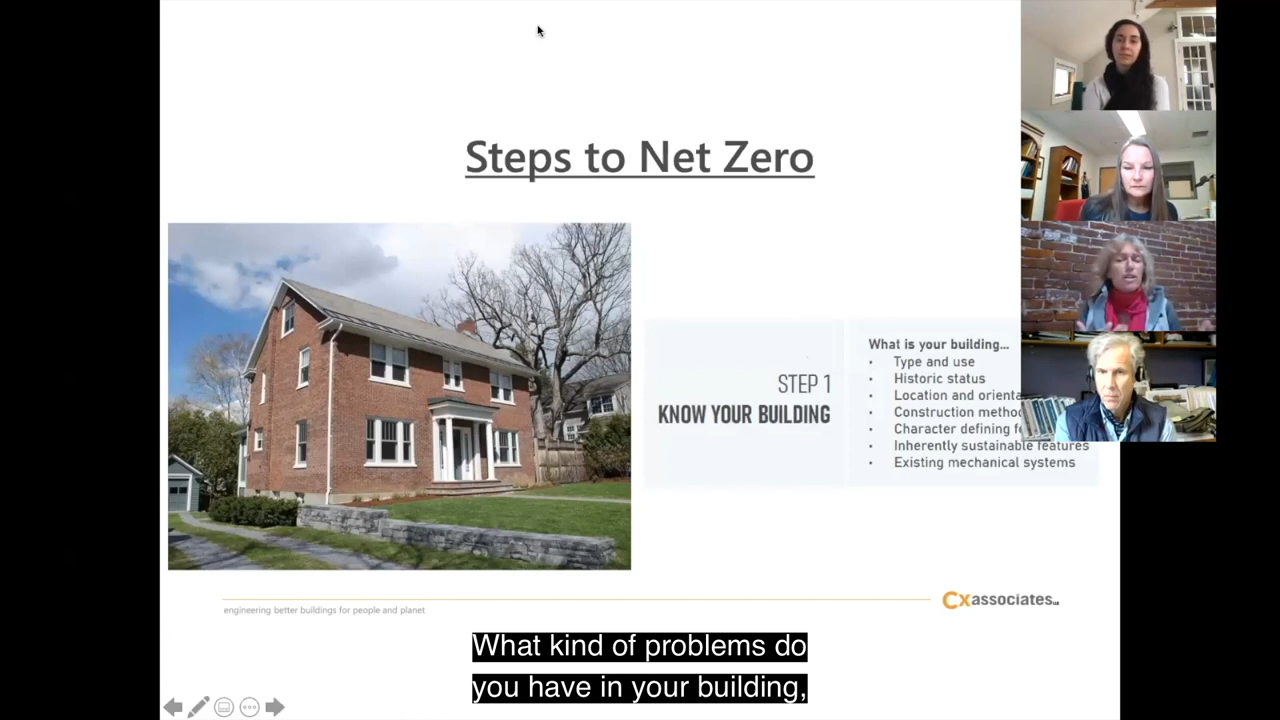 Steps to Net Zero
STEP 1
KNOW YOUR BUILDING
What is your building...
• Type and use
• Historic status
• Location and
• Construction
• Character defining
• Inherently sustainable features
• Existing mechanical systems
engineering better buildings for people and planet
Cxassociates
What kind of problems do
you have in your building,